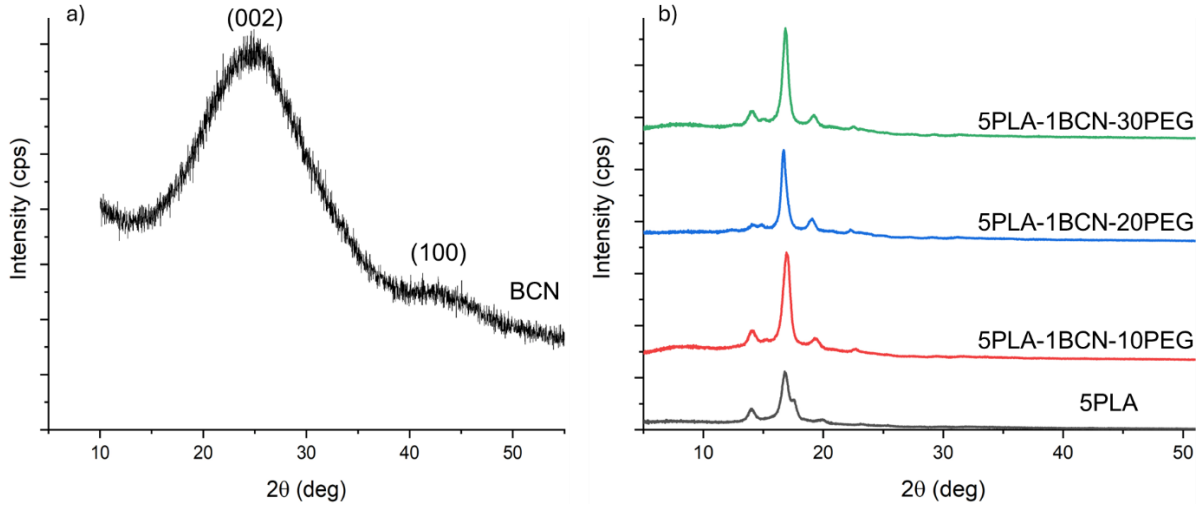 a)
(002)
(100)
BCN
Intensity (cps)
10 20 30 40 50
2θ (deg)
b)
5PLA-1BCN-30PEG
5PLA-1BCN-20PEG
5PLA-1BCN-10PEG
5PLA
Intensity (cps)
10 20 30 40 50
2θ (deg)